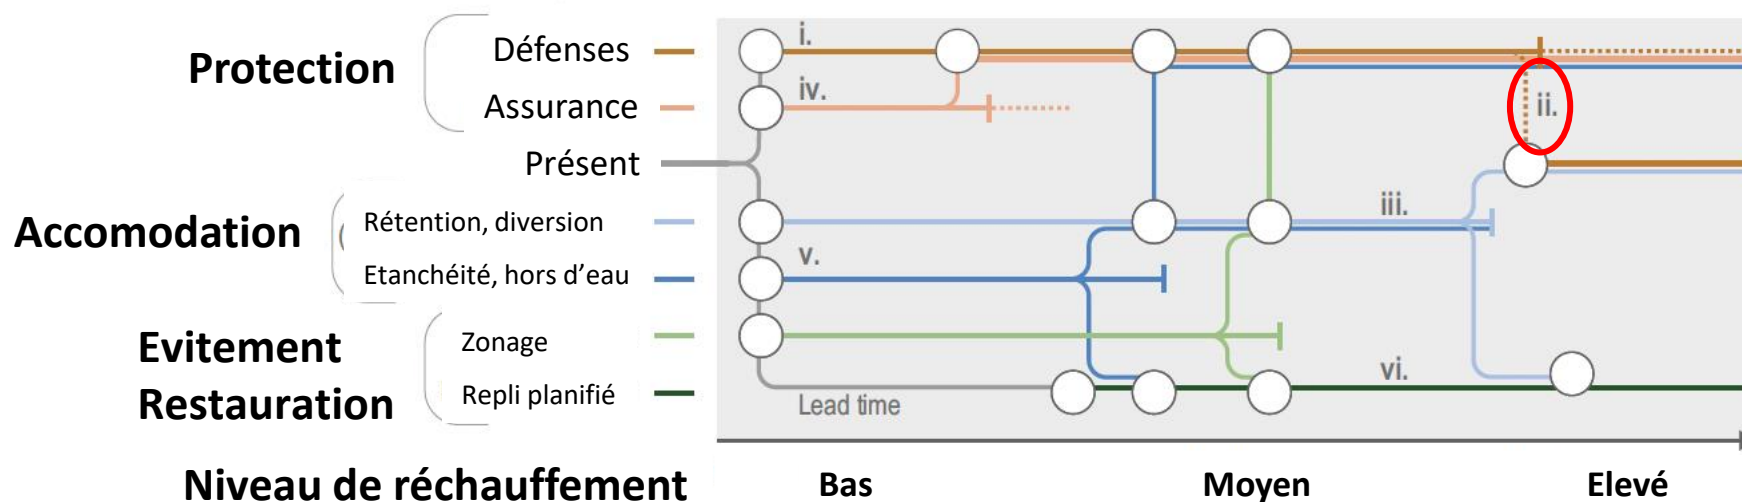 Protection
Défenses
Assurance
Présent
Accomodation
Rétention, diversion
Etanchéité, hors d'eau
Evitement
Restauration
Zonage
Repli planifié
i.
iv.
ii.
iii.
v.
vi.
Lead time
Niveau de réchauffement
Bas
Moyen
Elevé